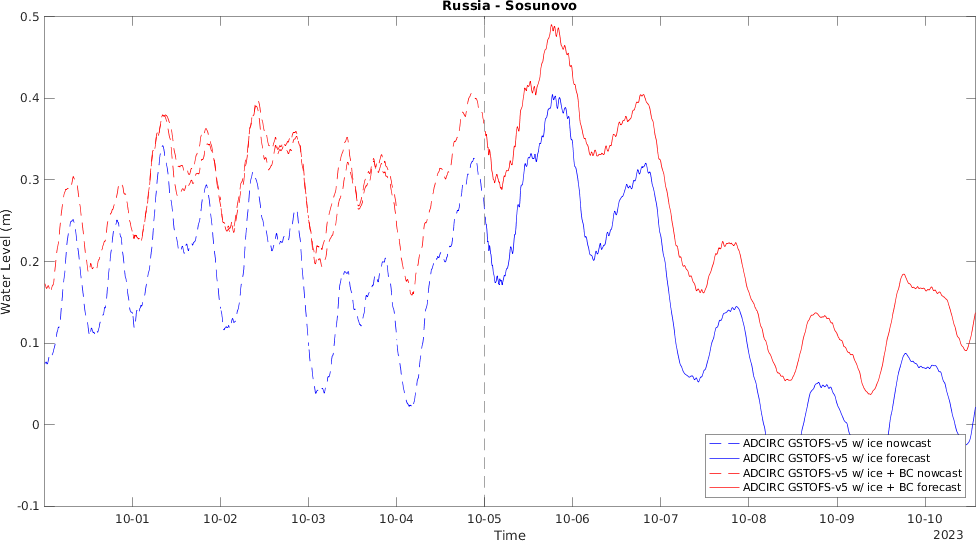 Russia - Sosunovo
0.5
0.4
0.3
0.2
0.1
0
-0.1
Water Level (m)
ADCIRC GSTOFS-v5 w/ ice nowcast
ADCIRC GSTOFS-v5 w/ ice forecast
ADCIRC GSTOFS-v5 w/ ice + BC nowcast
ADCIRC GSTOFS-v5 w/ ice + BC forecast
10-01 10-02 10-03 10-04 10-05 10-06 10-07 10-08 10-09 10-10
Time
2023